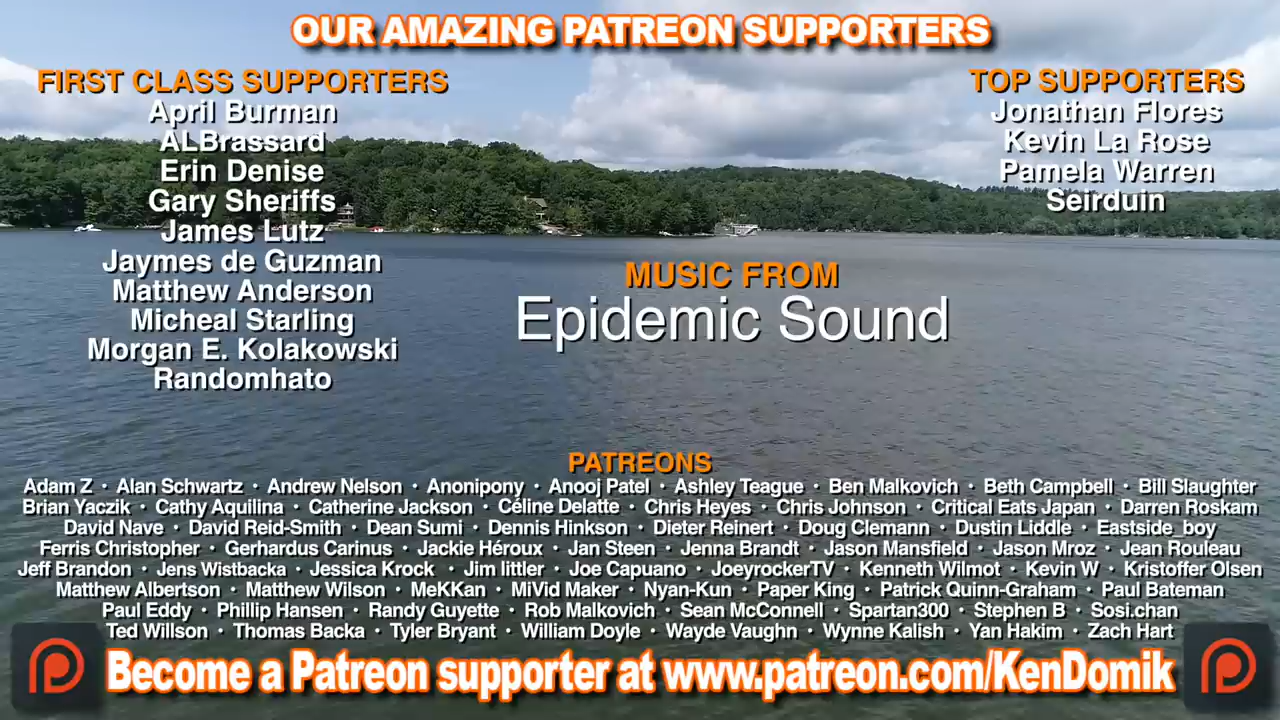 OUR AMAZING PATREON SUPPORTERS
FIRST CLASS SUPPORTERS
April Burman
ALBrassard
Erin Denise
Gary Sheriffs
James Lutz
Jaymes de Guzman
Matthew Anderson
Micheal Starling
Morgan E. Kolakowski
Randomhato
TOP SUPPORTERS
Jonathan Flores
Kevin La Rose
Pamela Warren
Seirduin
MUSIC FROM
Epidemic Sound
PATREONS
Adam Z · Alan Schwartz · Andrew Nelson · Anonipony · Anooj Patel · Ashley Teague · Ben Malkovich · Beth Campbell · Bill Slaughter
Brian Yaczik · Cathy Aquilina · Catherine Jackson · Céline Delatte · Chris Heyes · Chris Johnson · Critical Eats Japan · Darren Roskam
David Nave · David Reid-Smith · Dean Sumi · Dennis Hinkson · Dieter Reinert · Doug Clemann · Dustin Liddle · Eastside_boy
Ferris Christopher · Gerhardus Carinus · Jackie Héroux · Jan Steen · Jenna Brandt · Jason Mansfield · Jason Mroz · Jean Rouleau
Jeff Brandon · Jens Wistbacka · Jessica Krock · Jim littler · Joe Capuano · JoeyrockerTV · Kenneth Wilmot · Kevin W · Kristoffer Olsen
Matthew Albertson · Matthew Wilson · MeKKan · MiVid Maker · Nyan-Kun · Paper King · Patrick Quinn-Graham · Paul Bateman
Paul Eddy · Phillip Hansen · Randy Guyette · Rob Malkovich · Sean McConnell · Spartan300 · Stephen B · Sosi.chan
Ted Willson · Thomas Backa · Tyler Bryant · William Doyle · Wayde Vaughn · Wynne Kalish · Yan Hakim · Zach Hart
Become a Patreon supporter at www.patreon.com/KenDomik